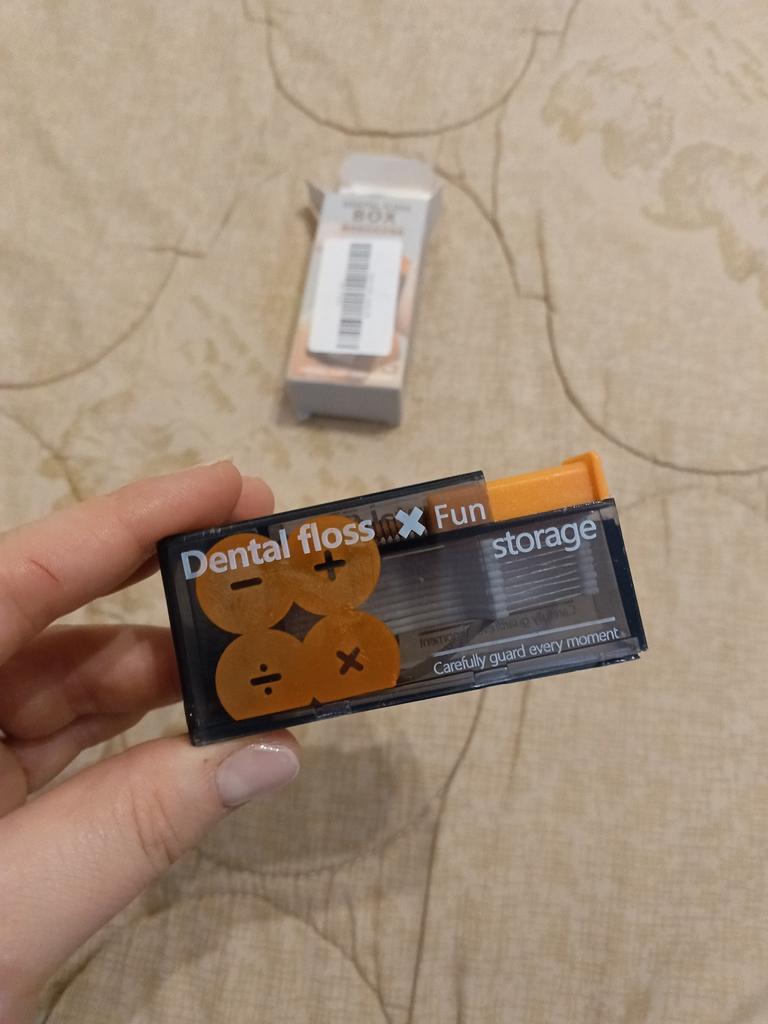 BOX
Dental floss × Fun
storage
Carefully guard every moment
− +
÷ ×